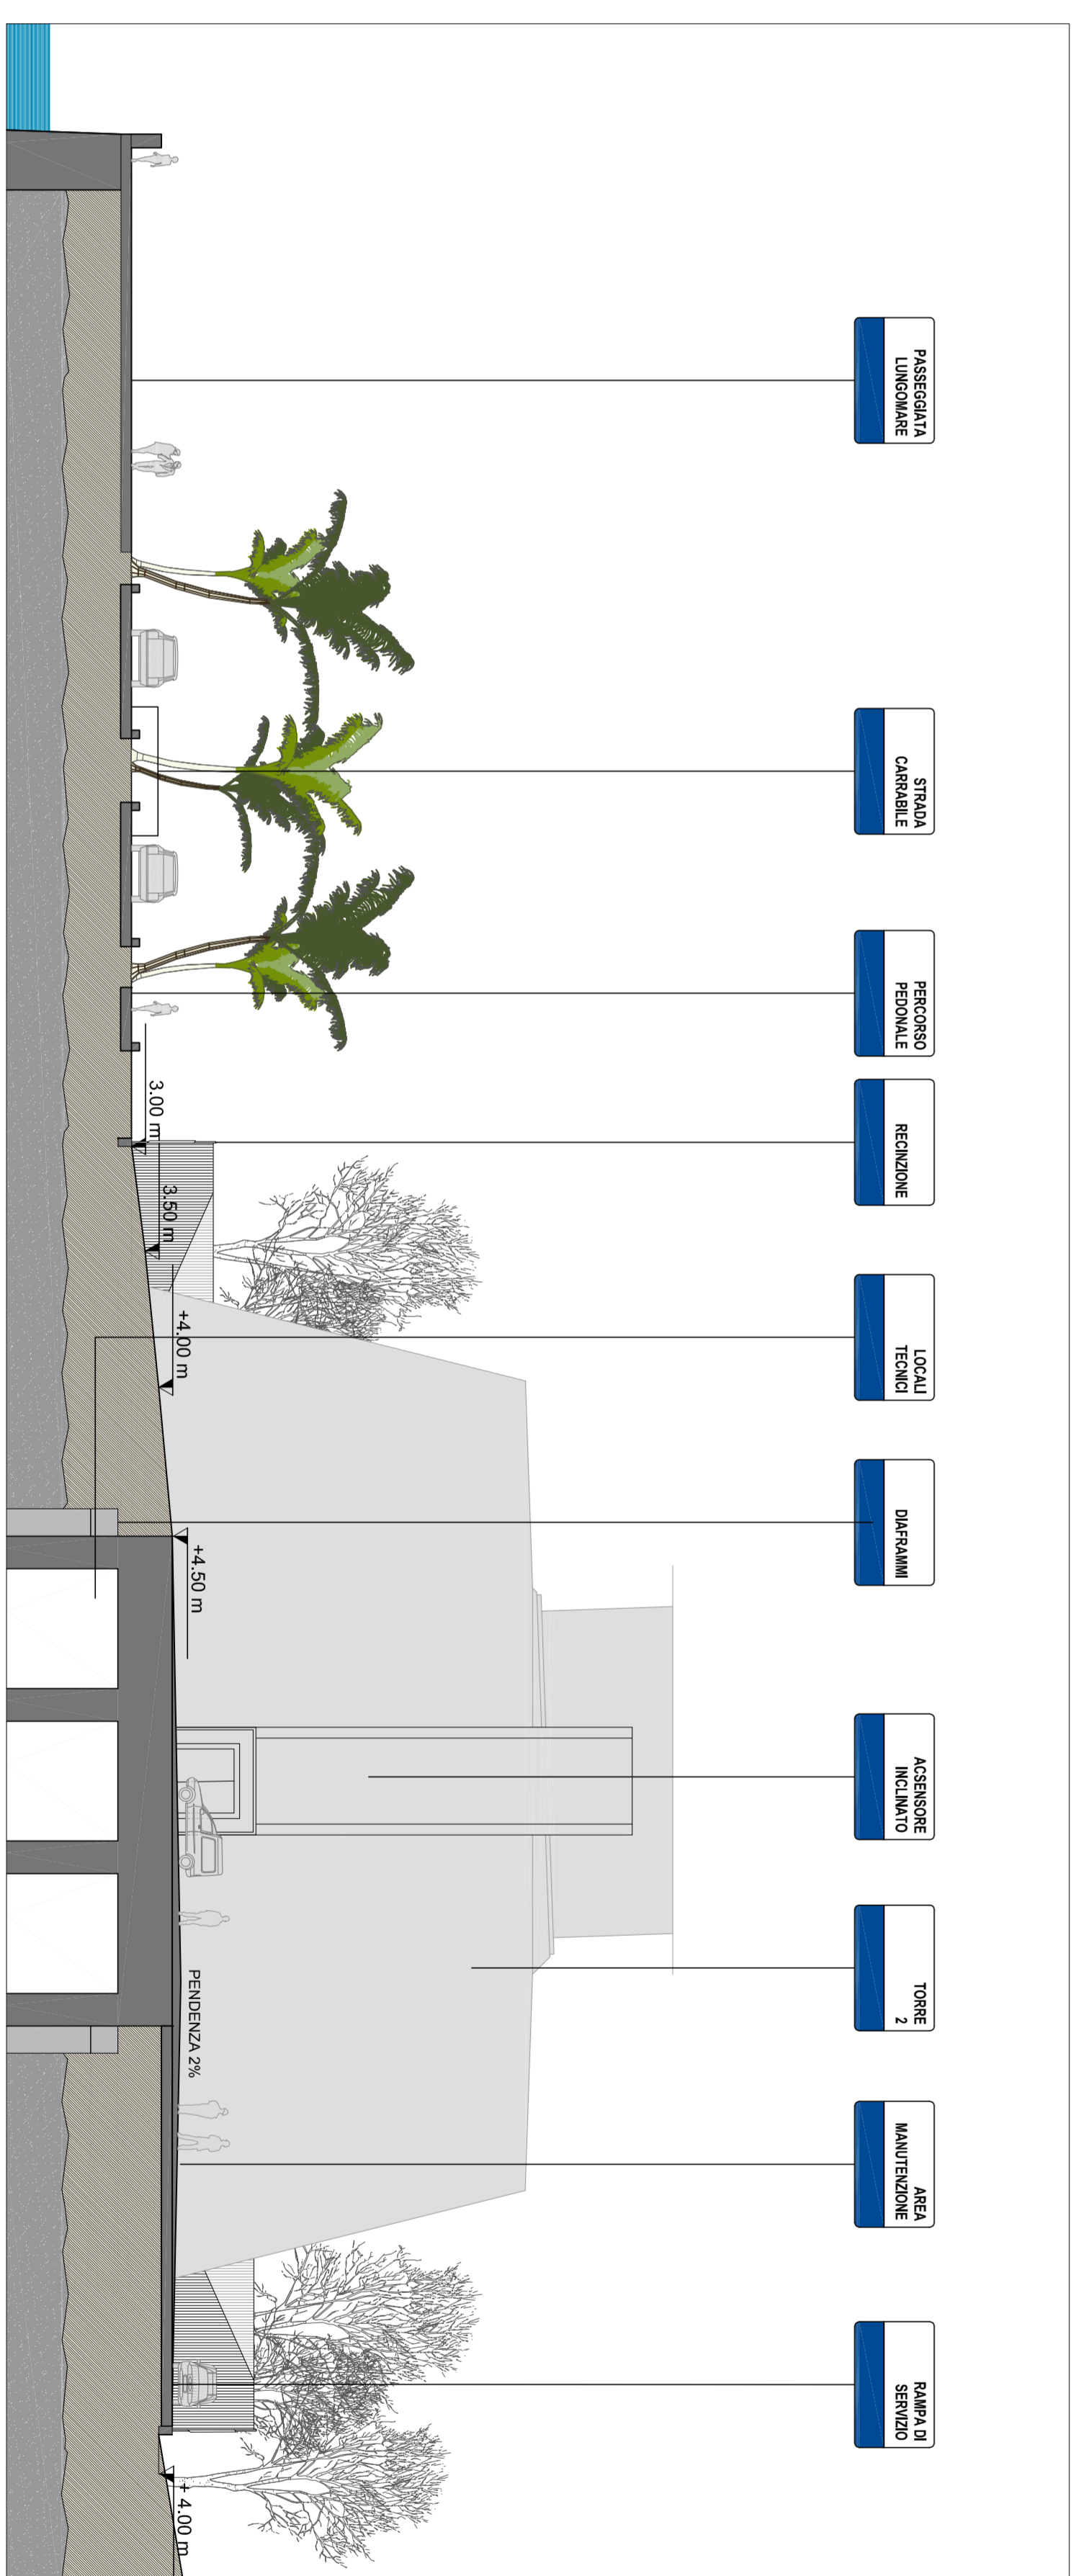 PASSEGGIATA
LUNGOMARE
STRADA
CARRABILE
PERCORSO
PEDONALE
RECINZIONE
LOCALI
TECNICI
DIAFRAMMI
ACSENSORE
INCLINATO
TORRE
2
AREA
MANUTENZIONE
RAMPA DI
SERVIZIO
3.00 m
3.50 m
+4.00 m
+4.50 m
PENDENZA 2%
+ 4.00 m